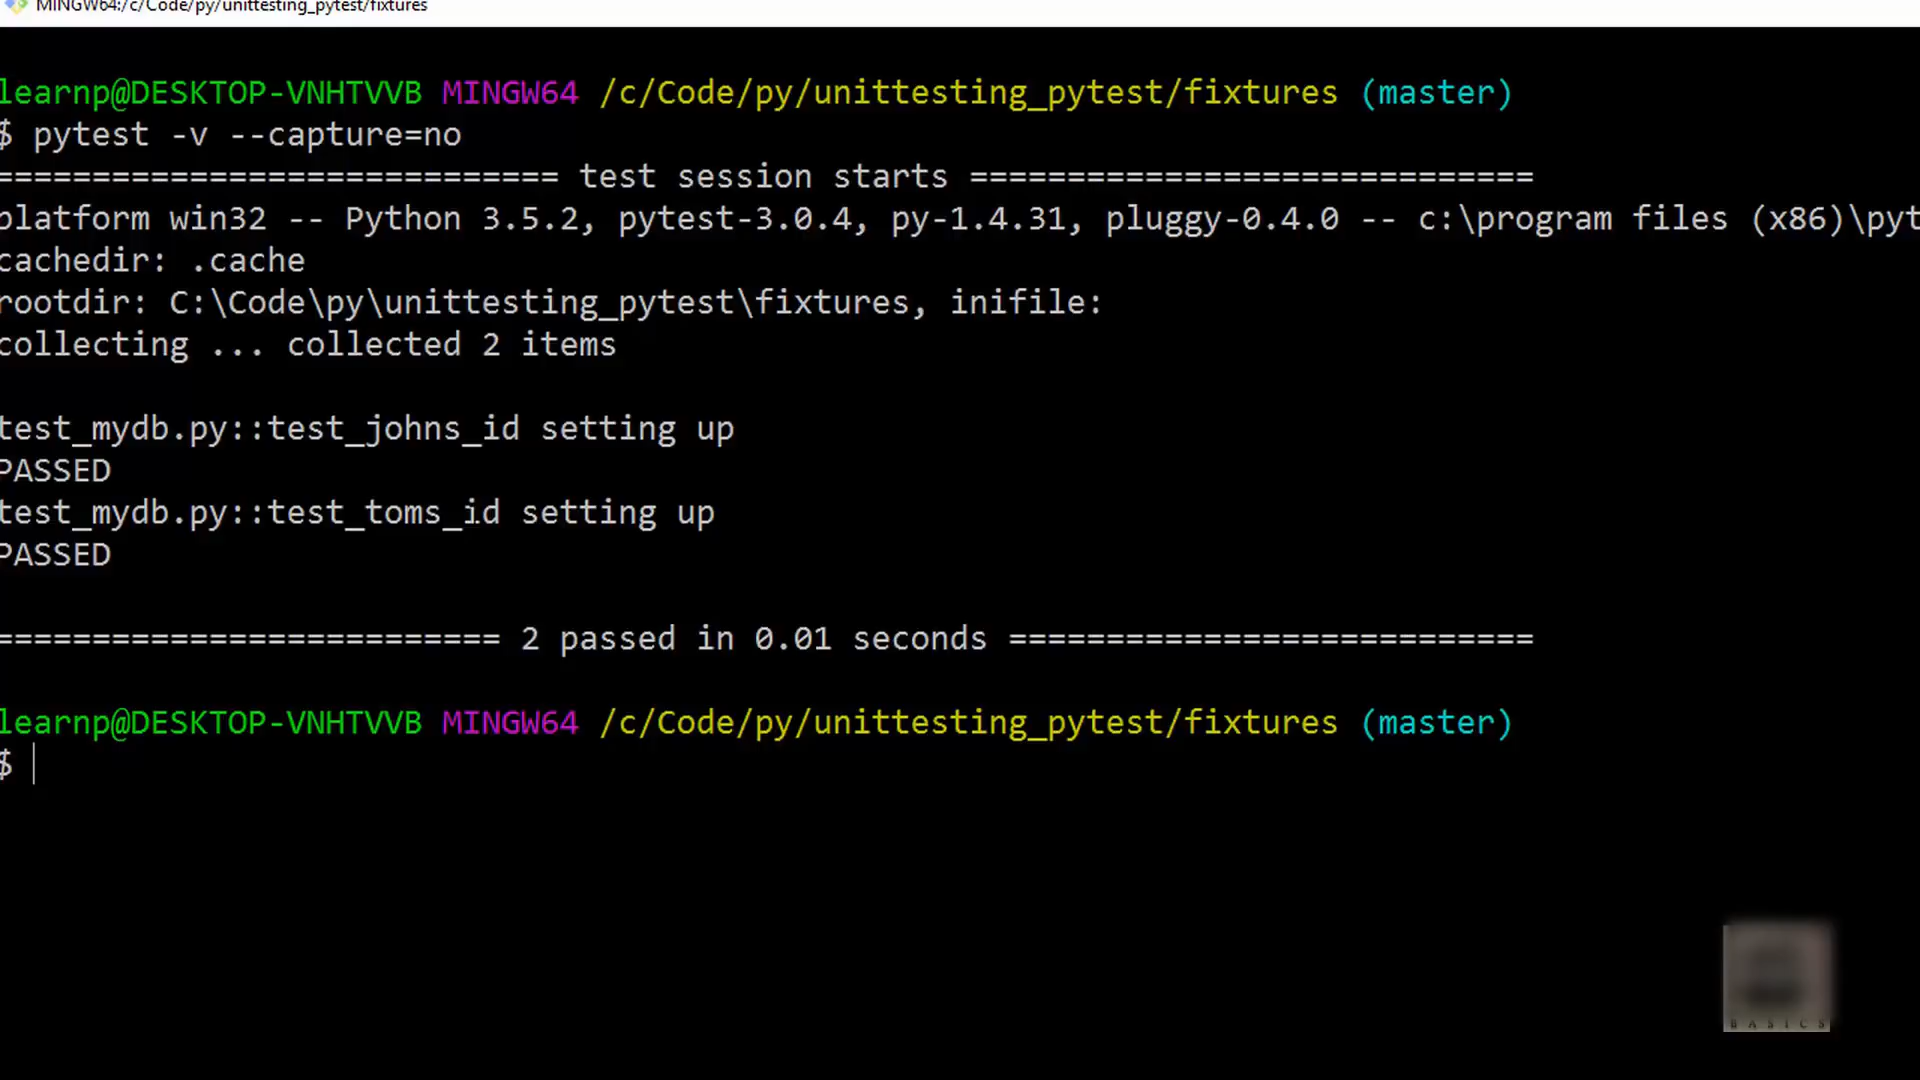 MINGW64:/c/Code/py/unittesting_pytest/fixtures
learnp@DESKTOP-VNHTVVB MINGW64 /c/Code/py/unittesting_pytest/fixtures (master)
$ pytest -v --capture=no
============================= test session starts =============================
platform win32 -- Python 3.5.2, pytest-3.0.4, py-1.4.31, pluggy-0.4.0 -- c:\program files (x86)\pyt
cachedir: .cache
rootdir: C:\Code\py\unittesting_pytest\fixtures, inifile:
collecting ... collected 2 items
test_mydb.py::test_johns_id setting up
PASSED
test_mydb.py::test_toms_id setting up
PASSED
========================== 2 passed in 0.01 seconds ===========================
learnp@DESKTOP-VNHTVVB MINGW64 /c/Code/py/unittesting_pytest/fixtures (master)
$
BASICS